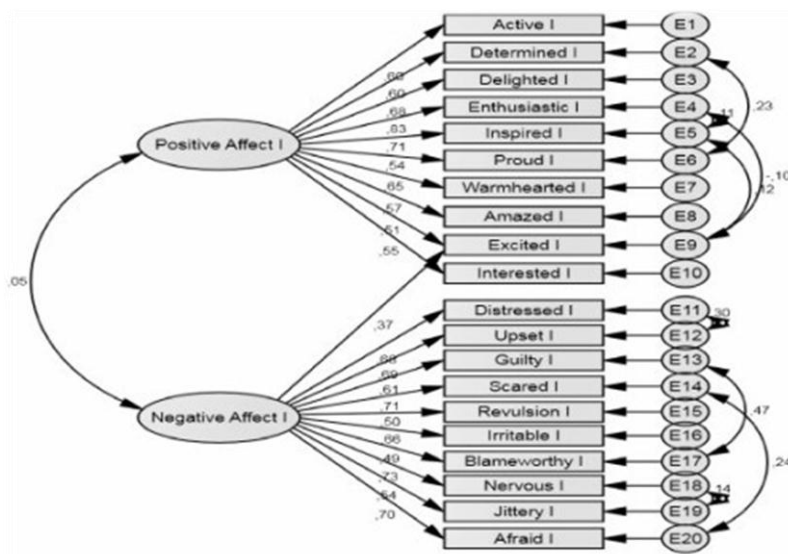 Active I
E1
Determined I
E2
Delighted I
E3
Enthusiastic I
E4
Inspired I
E5
Proud I
E6
Warmhearted I
E7
Amazed I
E8
Excited I
E9
Interested I
E10
Positive Affect I
,60
,68
,83
,71
,54
,65
,57
,51
,55
,11
,23
-,10
,05
Distressed I
E11
Upset I
E12
Guilty I
E13
Scared I
E14
Revulsion I
E15
Irritable I
E16
Blameworthy I
E17
Nervous I
E18
Jittery I
E19
Afraid I
E20
Negative Affect I
,37
,68
,69
,61
,71
,50
,66
,49
,73
,70
,30
,47
,24
,14